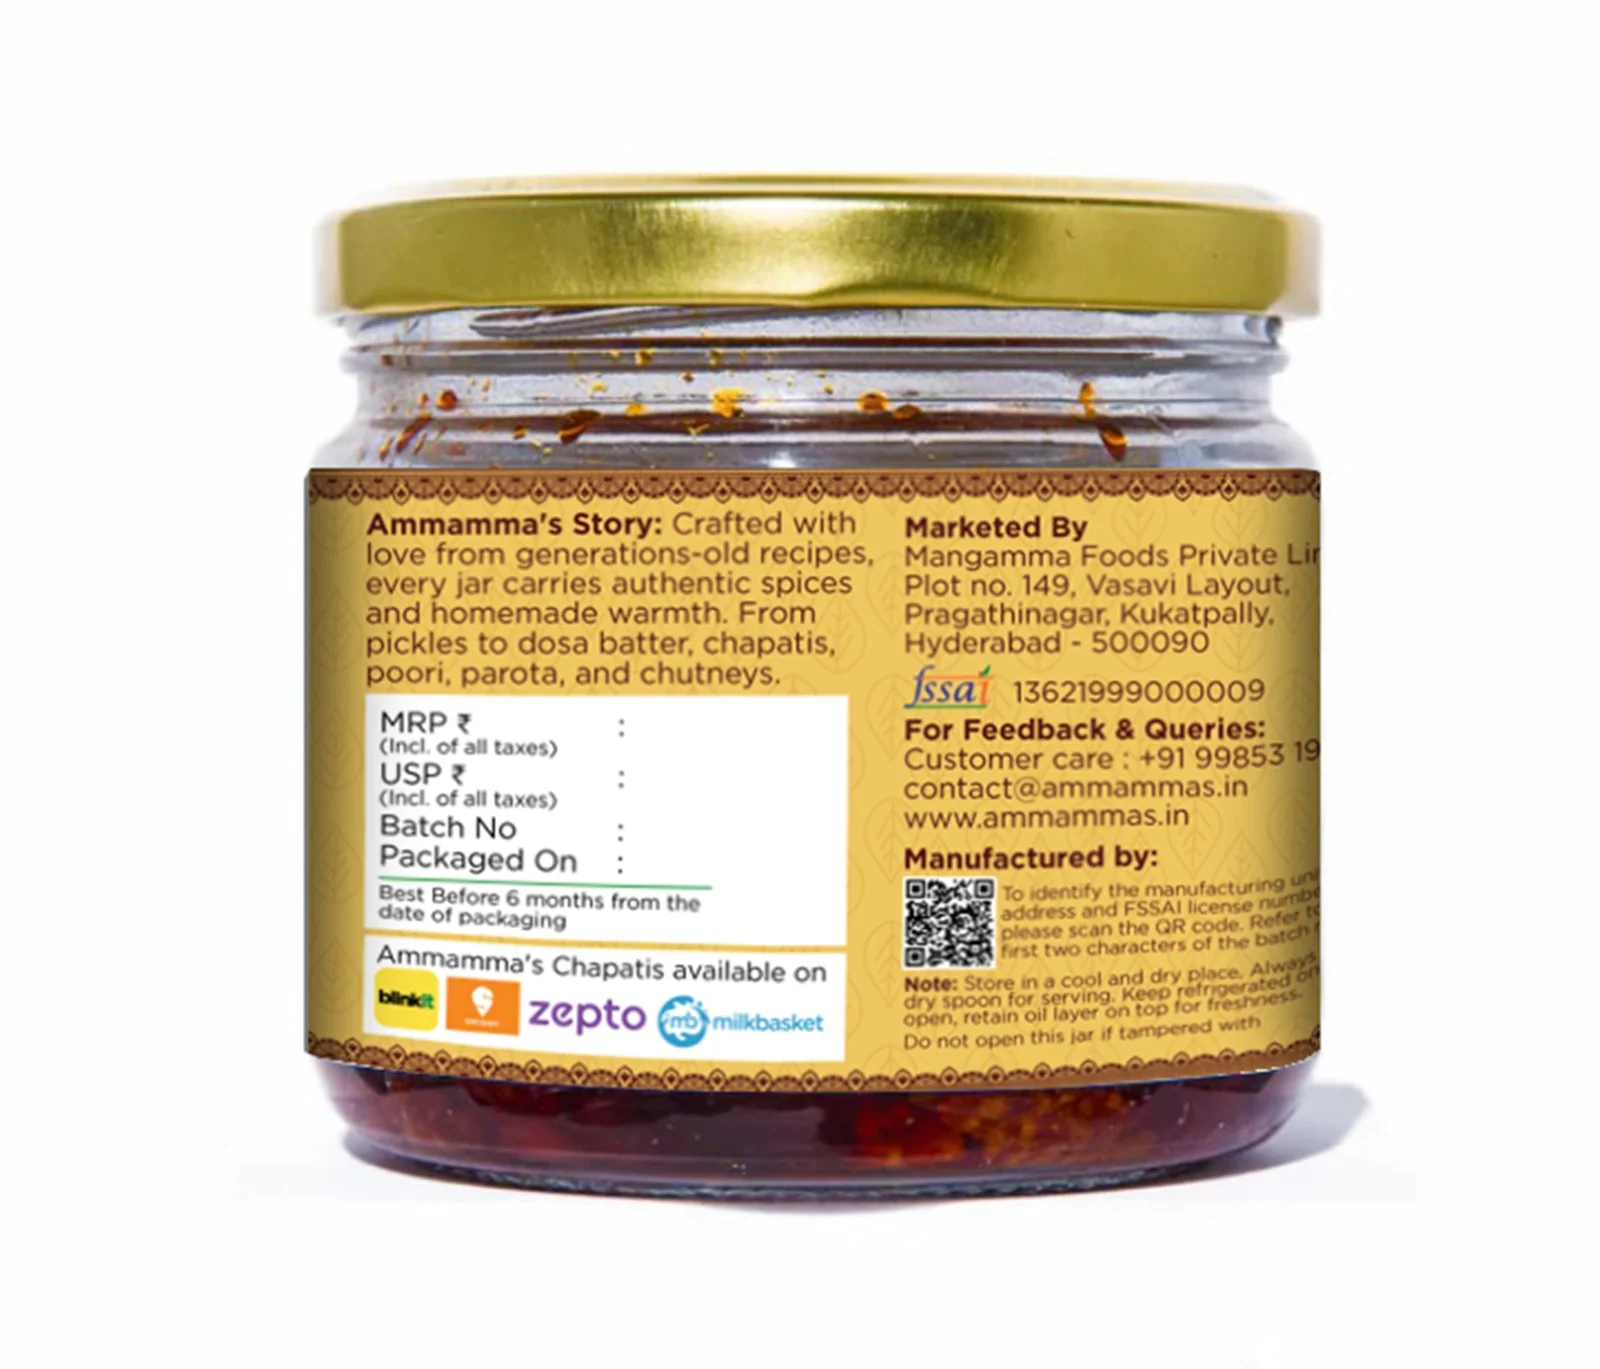 Ammamma's Story: Crafted with
love from generations-old recipes,
every jar carries authentic spices
and homemade warmth. From
pickles to dosa batter, chapatis,
poori, parota, and chutneys.
MRP ₹ :
(Incl. of all taxes)
USP ₹ :
(Incl. of all taxes)
Batch No :
Packaged On :
Best Before 6 months from the
date of packaging
Ammamma's Chapatis available on
blinkit
zepto
mb milkbasket
Marketed By
Mangamma Foods Private
Plot no. 149, Vasavi Layout,
Pragathinagar, Kukatpally,
Hyderabad - 500090
fssai 13621999000009
For Feedback & Queries:
Customer care : +91 99853 19
contact@ammammas.in
www.ammammas.in
Manufactured by:
To identify the manufacturing
address and FSSAI license
please scan the QR code. Refer
first two characters of the batch
Note: Store in a cool and dry place. Always
dry spoon for serving. Keep refrigerated
open, retain oil layer on top for freshness.
Do not open this jar if tampered with